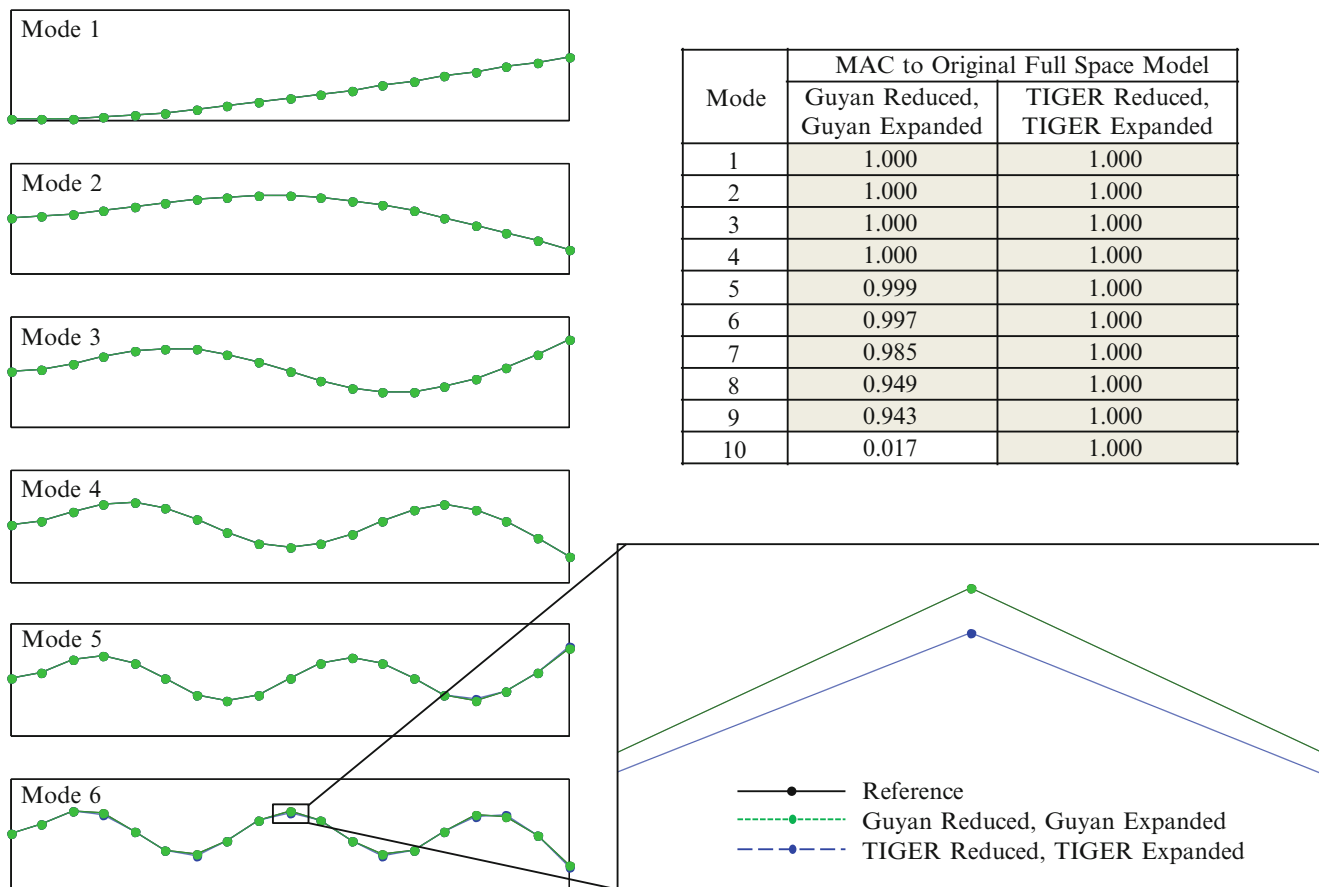 Mode 1
Mode 2
Mode 3
Mode 4
Mode 5
Mode 6
Mode
MAC to Original Full Space Model
Guyan Reduced,
Guyan Expanded
TIGER Reduced,
TIGER Expanded
1 1.000 1.000
2 1.000 1.000
3 1.000 1.000
4 1.000 1.000
5 0.999 1.000
6 0.997 1.000
7 0.985 1.000
8 0.949 1.000
9 0.943 1.000
10 0.017 1.000
Reference
Guyan Reduced, Guyan Expanded
TIGER Reduced, TIGER Expanded